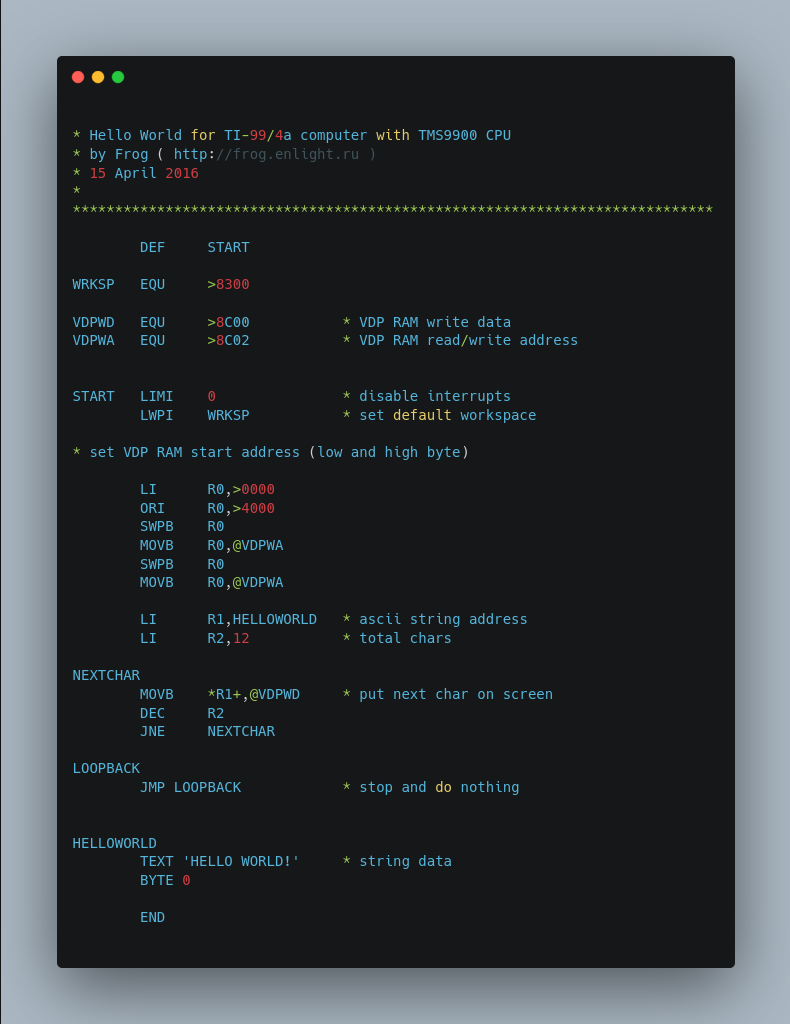 * Hello World for TI-99/4a computer with TMS9900 CPU
* by Frog ( http://frog.enlight.ru )
* 15 April 2016
*
****************************************************************************
        DEF     START
WRKSP   EQU     >8300
VDPWD   EQU     >8C00           * VDP RAM write data
VDPWA   EQU     >8C02           * VDP RAM read/write address
START   LIMI    0               * disable interrupts
        LWPI    WRKSP           * set default workspace
* set VDP RAM start address (low and high byte)
        LI      R0,>0000
        ORI     R0,>4000
        SWPB    R0
        MOVB    R0,@VDPWA
        SWPB    R0
        MOVB    R0,@VDPWA
        LI      R1,HELLOWORLD   * ascii string address
        LI      R2,12           * total chars
NEXTCHAR
        MOVB    *R1+,@VDPWD     * put next char on screen
        DEC     R2
        JNE     NEXTCHAR
LOOPBACK
        JMP LOOPBACK            * stop and do nothing
HELLOWORLD
        TEXT 'HELLO WORLD!'     * string data
        BYTE 0
        END